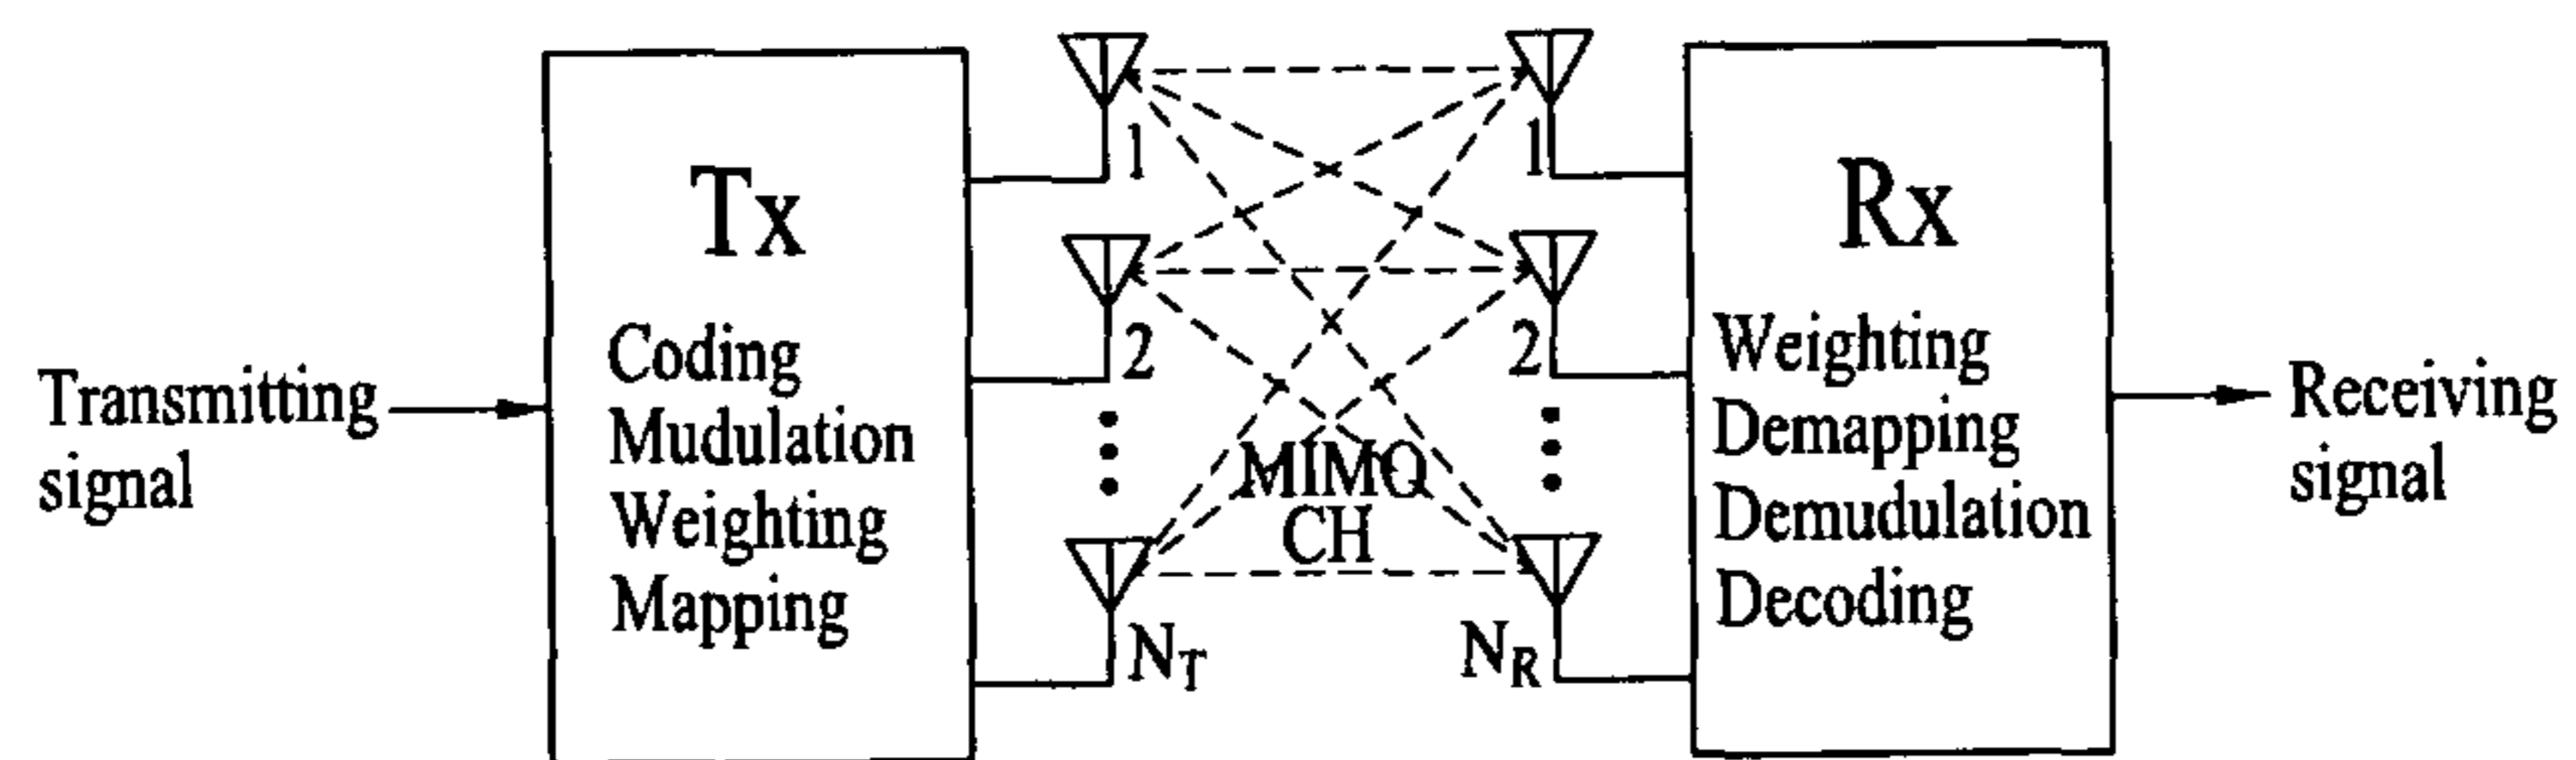 Transmitting
signal
Tx
Coding
Mudulation
Weighting
Mapping
1
2
N_T
MIMO
CH
1
2
N_R
Rx
Weighting
Demapping
Demudulation
Decoding
Receiving
signal